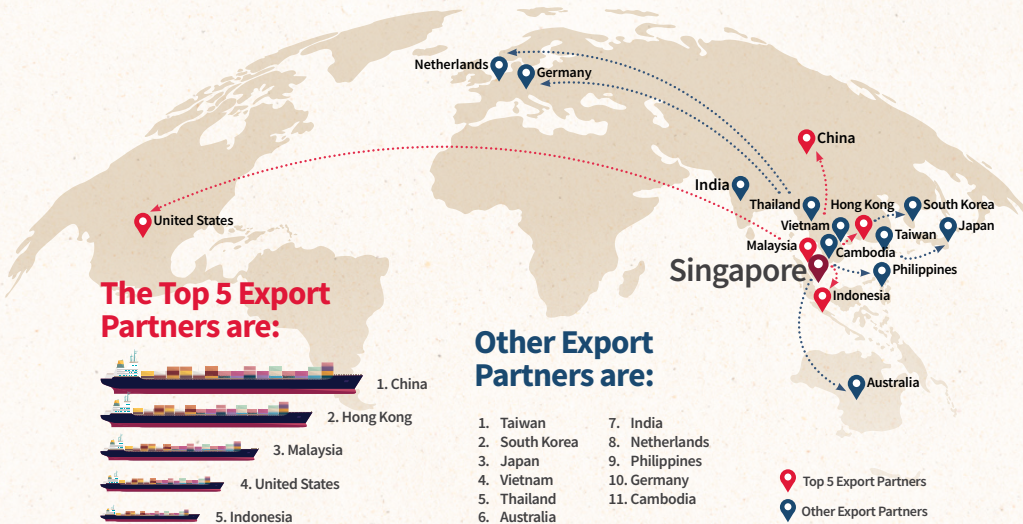 Netherlands
Germany
China
India
Thailand
Hong Kong
South Korea
United States
Vietnam
Taiwan
Japan
Malaysia
Cambodia
Singapore
Philippines
Indonesia
Australia
The Top 5 Export
Partners are:
1. China
2. Hong Kong
3. Malaysia
4. United States
5. Indonesia
Other Export
Partners are:
1. Taiwan
2. South Korea
3. Japan
4. Vietnam
5. Thailand
6. Australia
7. India
8. Netherlands
9. Philippines
10. Germany
11. Cambodia
Top 5 Export Partners
Other Export Partners